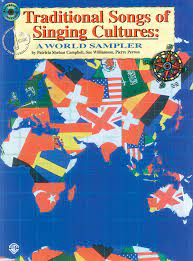 Traditional Songs of
Singing Cultures:
A WORLD SAMPLER
by Patricia Shehan Campbell, Sue Williamson, Pierre Perron